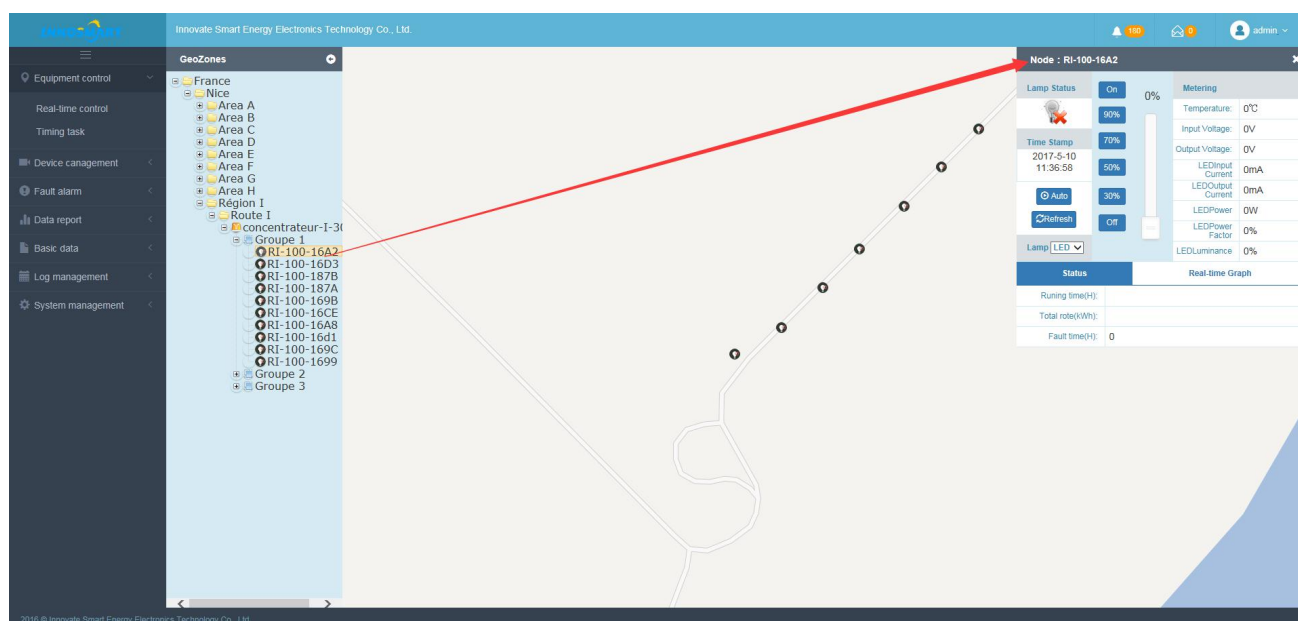 Innovate Smart Energy Electronics Technology Co., Ltd.
160
0
admin
Equipment control
Real-time control
Timing task
Device canagement
Fault alarm
Data report
Basic data
Log management
System management
GeoZones
France
Nice
Area A
Area B
Area C
Area D
Area E
Area F
Area G
Area H
Région I
Route I
concentrateur-I-30
Groupe 1
RI-100-16A2
RI-100-16D3
RI-100-187B
RI-100-187A
RI-100-169B
RI-100-16CE
RI-100-16A8
RI-100-16d1
RI-100-169C
RI-100-1699
Groupe 2
Groupe 3
Node : RI-100-16A2
Lamp Status
Time Stamp
2017-5-10
11:36:58
Auto
Refresh
Lamp LED
On
90%
70%
50%
30%
Off
0%
Metering
Temperature: 0°C
Input Voltage: 0V
Output Voltage: 0V
LEDInput
Current 0mA
LEDOutput
Current 0mA
LEDPower 0W
LEDPower
Factor 0%
LEDLuminance 0%
Status
Real-time Graph
Runing time(H):
Total rote(kWh):
Fault time(H): 0
2016 © Innovate Smart Energy Electronics Technology Co., Ltd.